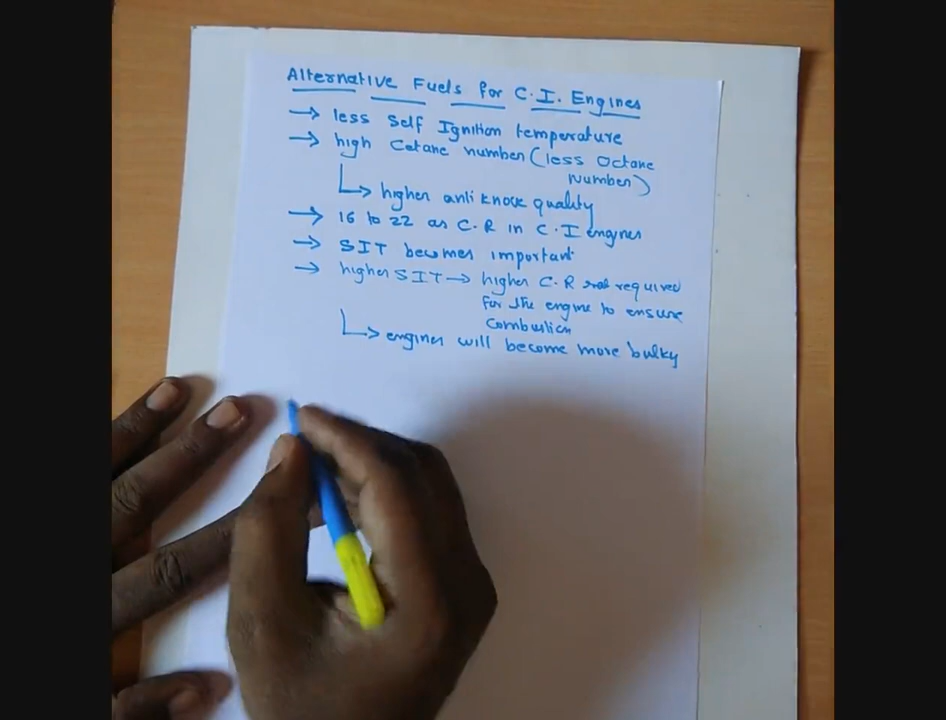 Alternative Fuels for C.I. Engines
→ less Self Ignition temperature
→ high Cetane number (less Octane
number)
↳ higher anti knock quality
→ 16 to 22 as C.R in C.I engines
→ SIT becomes important
→ higher SIT → higher C.R required
for the engine to ensure
combustion
↳ engines will become more bulky